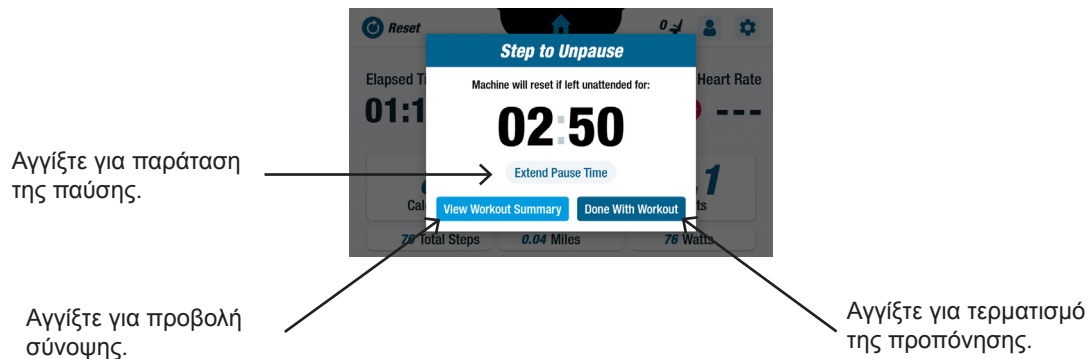 Reset
0
Step to Unpause
Elapsed T
Machine will reset if left unattended for:
Heart Rate
01:1
02:50
---
Αγγίξτε για παράταση
της παύσης.
Extend Pause Time
.1
Cal
ts
View Workout Summary
Done With Workout
76 Total Steps
0.04 Miles
76 Watts
Αγγίξτε για προβολή
σύνοψης.
Αγγίξτε για τερματισμό
της προπόνησης.